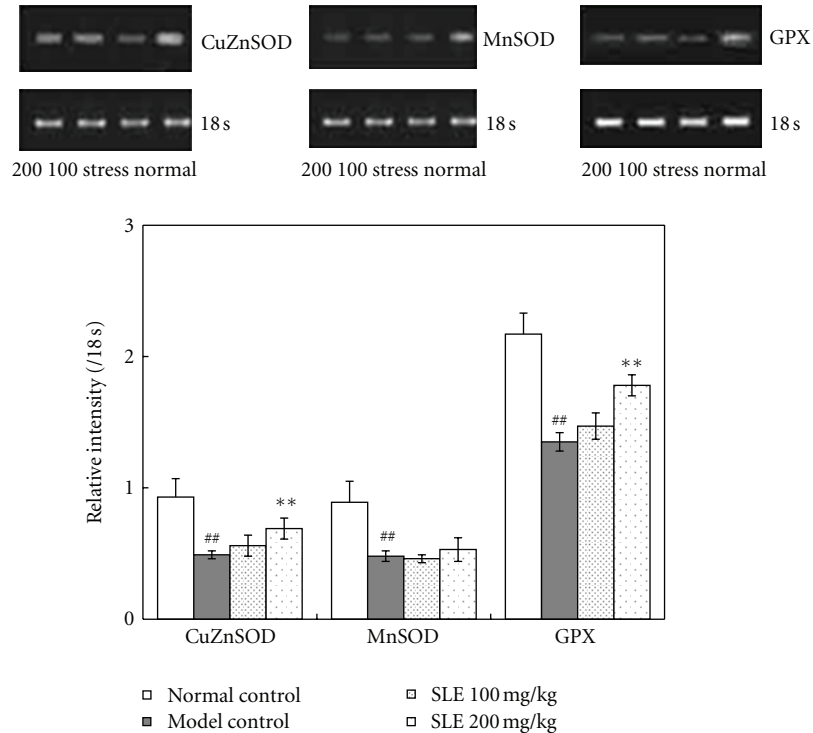 CuZnSOD
MnSOD
GPX
18 s
18 s
18 s
200 100 stress normal
200 100 stress normal
200 100 stress normal
3
2
1
0
Relative intensity (/18 s)
##
**
##
##
**
CuZnSOD
MnSOD
GPX
Normal control
Model control
SLE 100 mg/kg
SLE 200 mg/kg